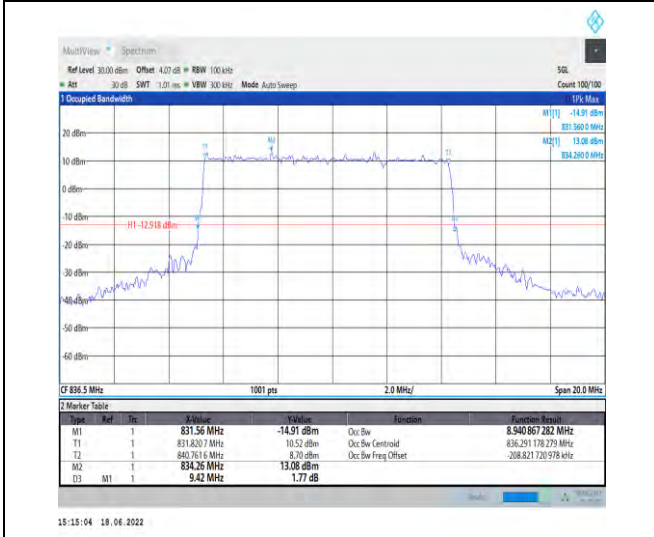 MultiView Spectrum
Ref Level 30.00 dBm Offset 4.07 dB RBW 100 kHz SGL
Att 30 dB SWT 1.01 ms VBW 300 kHz Mode Auto Sweep Count 100/100
1 Occupied Bandwidth 1Pk Max
M1[1] -14.91 dBm
831.560 0 MHz
M2[1] 13.08 dBm
834.260 0 MHz
20 dBm
M2
T1 T2
10 dBm
0 dBm
-10 dBm
H1 -12.918 dBm
-20 dBm
-30 dBm
-40 dBm
-50 dBm
-60 dBm
CF 836.5 MHz 1001 pts 2.0 MHz/ Span 20.0 MHz
2 Marker Table
Type Ref Trc X-Value Y-Value Function Function Result
M1 1 831.56 MHz -14.91 dBm Occ Bw 8.940 867 282 MHz
T1 1 831.820 7 MHz 10.52 dBm Occ Bw Centroid 836.291 178 279 MHz
T2 1 840.761 6 MHz 8.70 dBm Occ Bw Freq Offset -208.821 720 978 kHz
M2 1 834.26 MHz 13.08 dBm
D3 M1 1 9.42 MHz 1.77 dB
15:15:04 18.06.2022